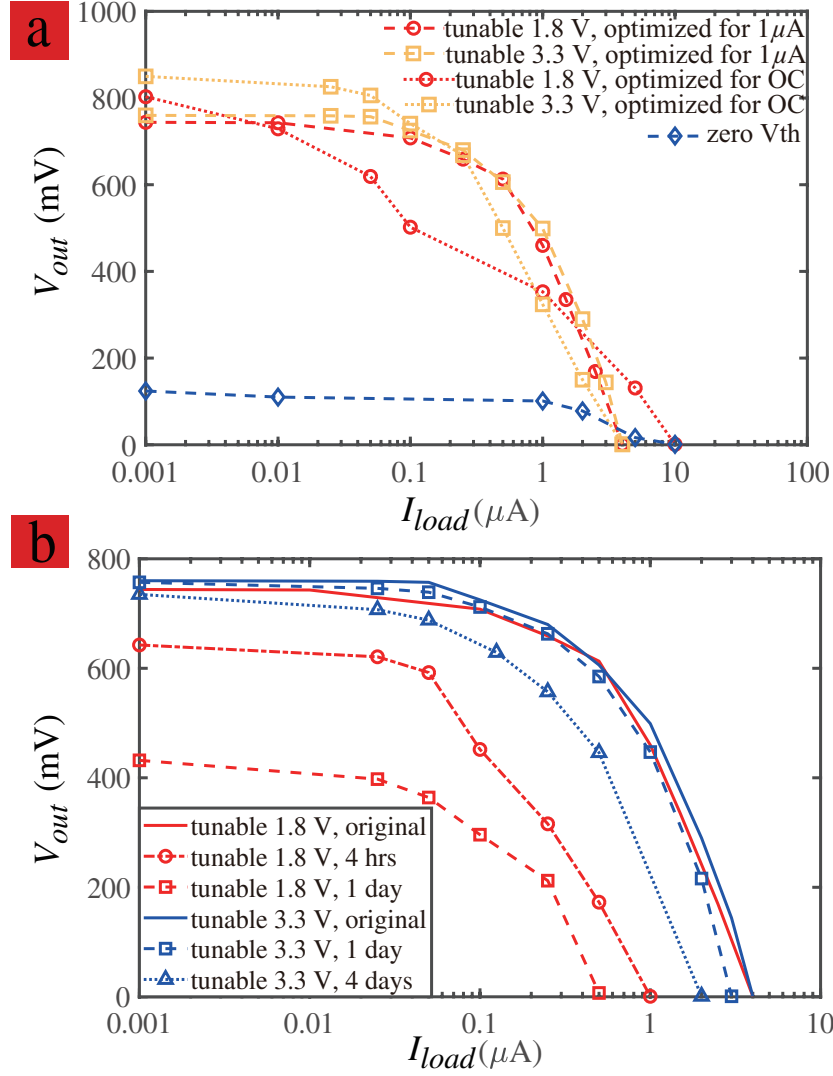 a
1000
800
600
400
200
0
V_out (mV)
tunable 1.8 V, optimized for 1μA
tunable 3.3 V, optimized for 1μA
tunable 1.8 V, optimized for OC
tunable 3.3 V, optimized for OC
zero Vth
0.001 0.01 0.1 1 10 100
I_load (μA)
b
800
600
400
200
0
V_out (mV)
tunable 1.8 V, original
tunable 1.8 V, 4 hrs
tunable 1.8 V, 1 day
tunable 3.3 V, original
tunable 3.3 V, 1 day
tunable 3.3 V, 4 days
0.001 0.01 0.1 1 10
I_load (μA)